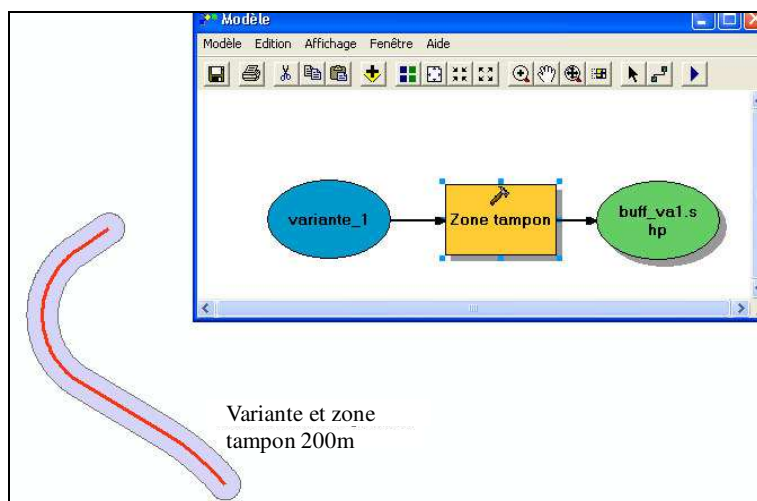 Modèle
Modèle Edition Affichage Fenêtre Aide
variante_1
Zone tampon
buff_va1.s
hp
Variante et zone
tampon 200m